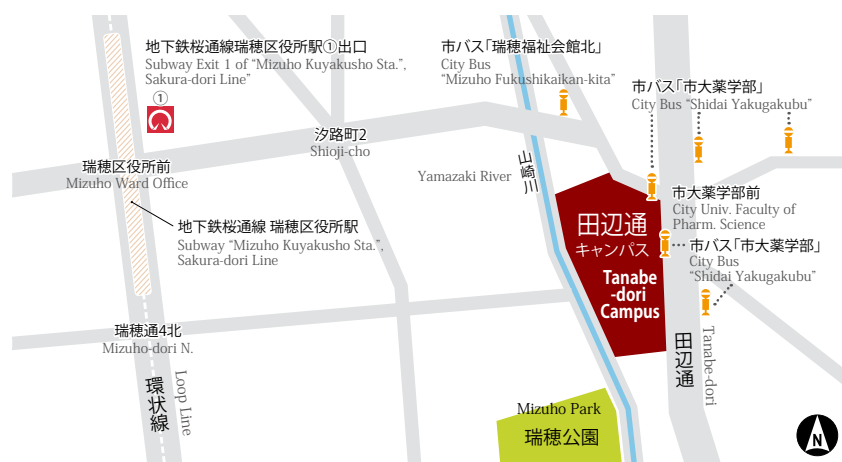 地下鉄桜通線瑞穂区役所駅①出口
Subway Exit 1 of “Mizuho Kuyakusho Sta.”,
Sakura-dori Line”
①
市バス「瑞穂福祉会館北」
City Bus
“Mizuho Fukushikaikan-kita”
市バス「市大薬学部」
City Bus “Shidai Yakugakubu”
汐路町2
Shioji-cho
瑞穂区役所前
Mizuho Ward Office
山崎川
Yamazaki River
地下鉄桜通線 瑞穂区役所駅
Subway “Mizuho Kuyakusho Sta.”,
Sakura-dori Line
田辺通
キャンパス
Tanabe
-dori
Campus
市大薬学部前
City Univ. Faculty of
Pharm. Science
市バス「市大薬学部」
City Bus
“Shidai Yakugakubu”
瑞穂通4北
Mizuho-dori N.
環状線
Loop Line
田辺通
Tanabe-dori
Mizuho Park
瑞穂公園
N